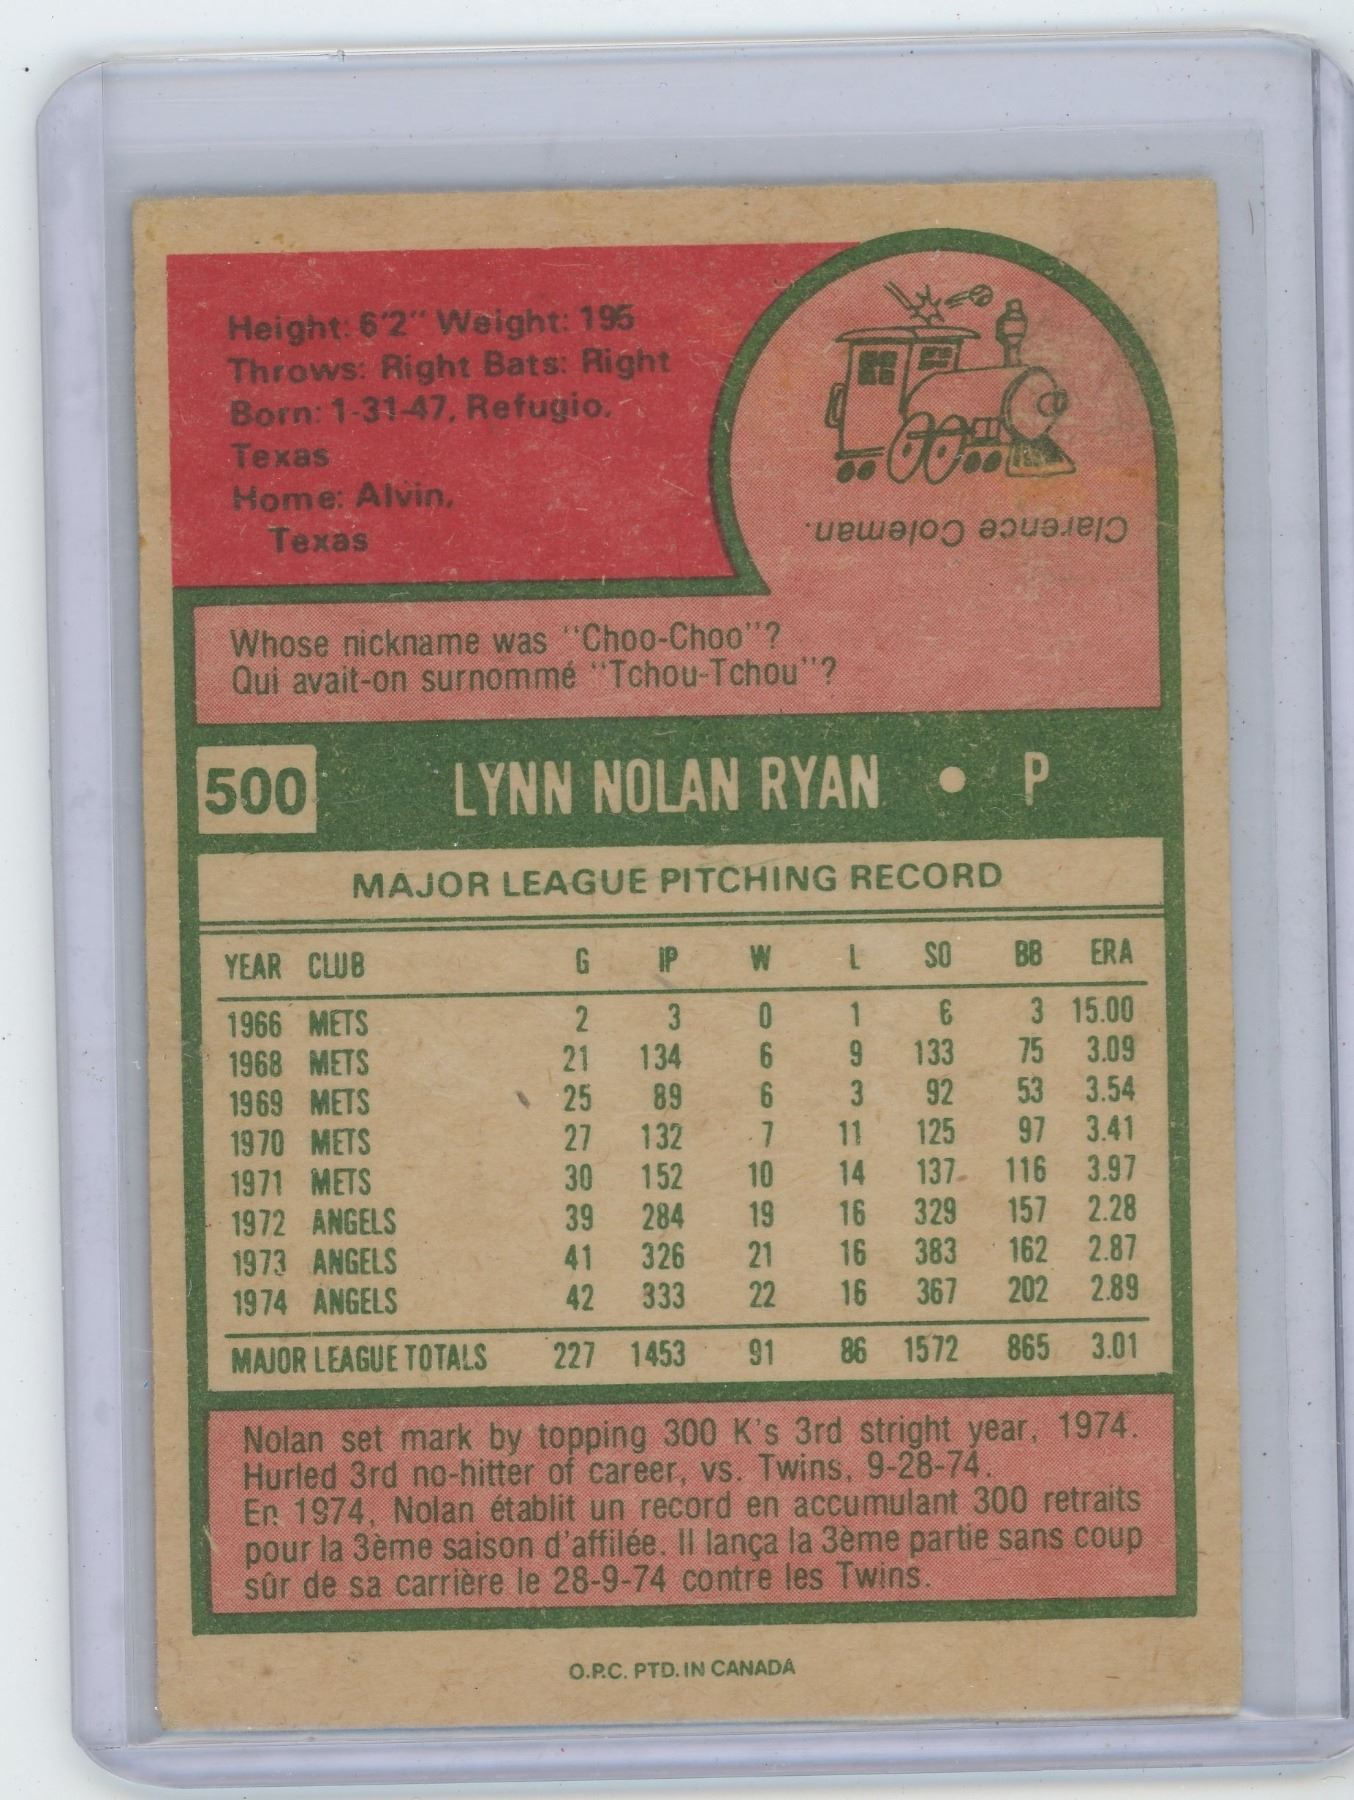 Height: 6'2" Weight: 195
Throws: Right Bats: Right
Born: 1-31-47, Refugio,
Texas
Home: Alvin,
Texas
Clarence Coleman.
Whose nickname was "Choo-Choo"?
Qui avait-on surnommé "Tchou-Tchou"?
500 LYNN NOLAN RYAN • P
MAJOR LEAGUE PITCHING RECORD
YEAR CLUB G IP W L SO BB ERA
1966 METS 2 3 0 1 6 3 15.00
1968 METS 21 134 6 9 133 75 3.09
1969 METS 25 89 6 3 92 53 3.54
1970 METS 27 132 7 11 125 97 3.41
1971 METS 30 152 10 14 137 116 3.97
1972 ANGELS 39 284 19 16 329 157 2.28
1973 ANGELS 41 326 21 16 383 162 2.87
1974 ANGELS 42 333 22 16 367 202 2.89
MAJOR LEAGUE TOTALS 227 1453 91 86 1572 865 3.01
Nolan set mark by topping 300 K's 3rd stright year, 1974.
Hurled 3rd no-hitter of career, vs. Twins, 9-28-74.
En 1974, Nolan établit un record en accumulant 300 retraits
pour la 3ème saison d'affilée. Il lança la 3ème partie sans coup
sûr de sa carrière le 28-9-74 contre les Twins.
O.P.C. PTD. IN CANADA